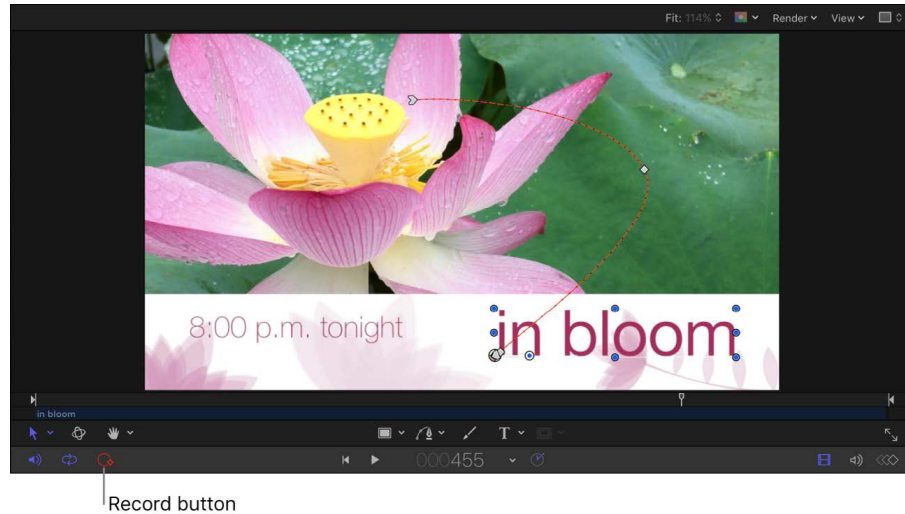 Fit: 114% Render View
8:00 p.m. tonight
in bloom
in bloom
T
000455
Record button